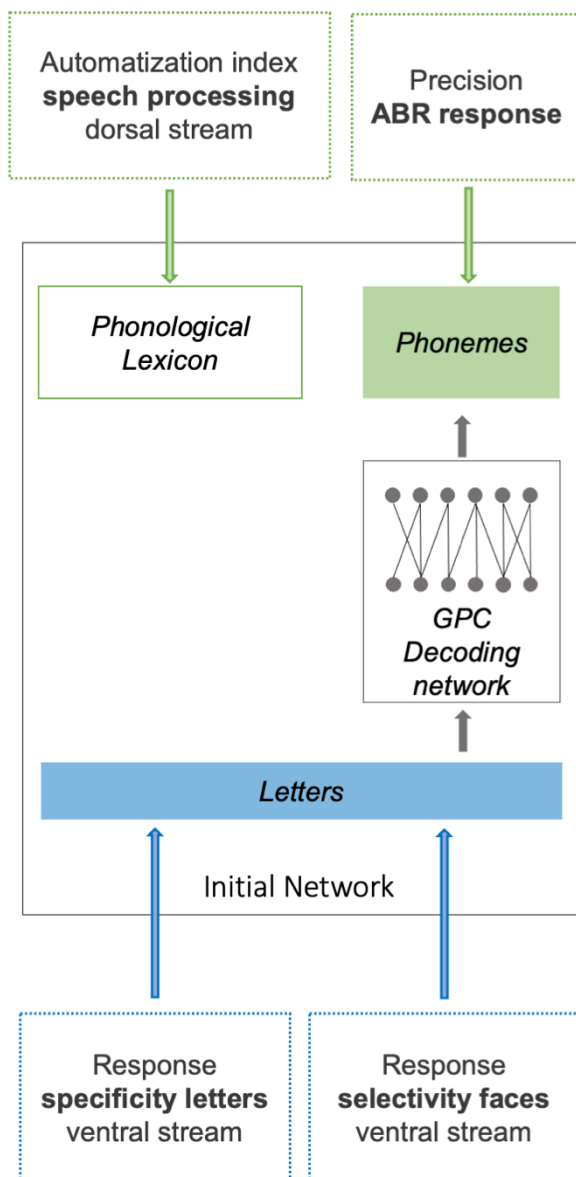 Automatization index
speech processing
dorsal stream
Precision
ABR response
Phonological
Lexicon
Phonemes
GPC
Decoding
network
Letters
Initial Network
Response
specificity letters
ventral stream
Response
selectivity faces
ventral stream